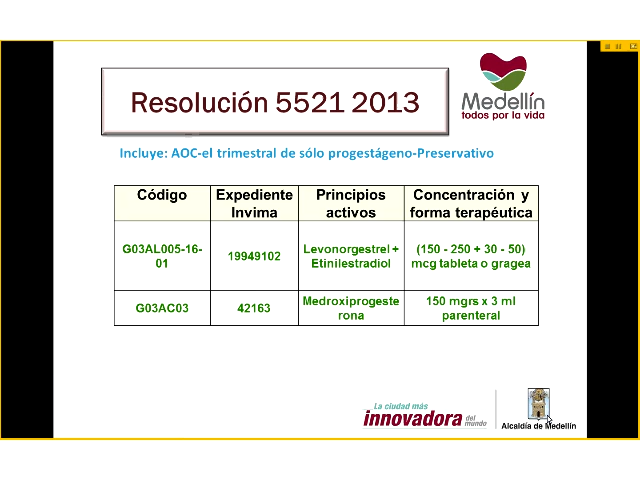 Medellín
todos por la vida
Resolución 5521 2013
Incluye: AOC-el trimestral de sólo progestágeno-Preservativo
Código
Expediente
Invima
Principios
activos
Concentración y
forma terapéutica
G03AL005-16-
01
19949102
Levonorgestrel +
Etinilestradiol
(150 - 250 + 30 - 50)
mcg tableta o gragea
G03AC03
42163
Medroxiprogeste
rona
150 mgrs x 3 ml
parenteral
La ciudad más
innovadora del
mundo
Alcaldía de Medellín